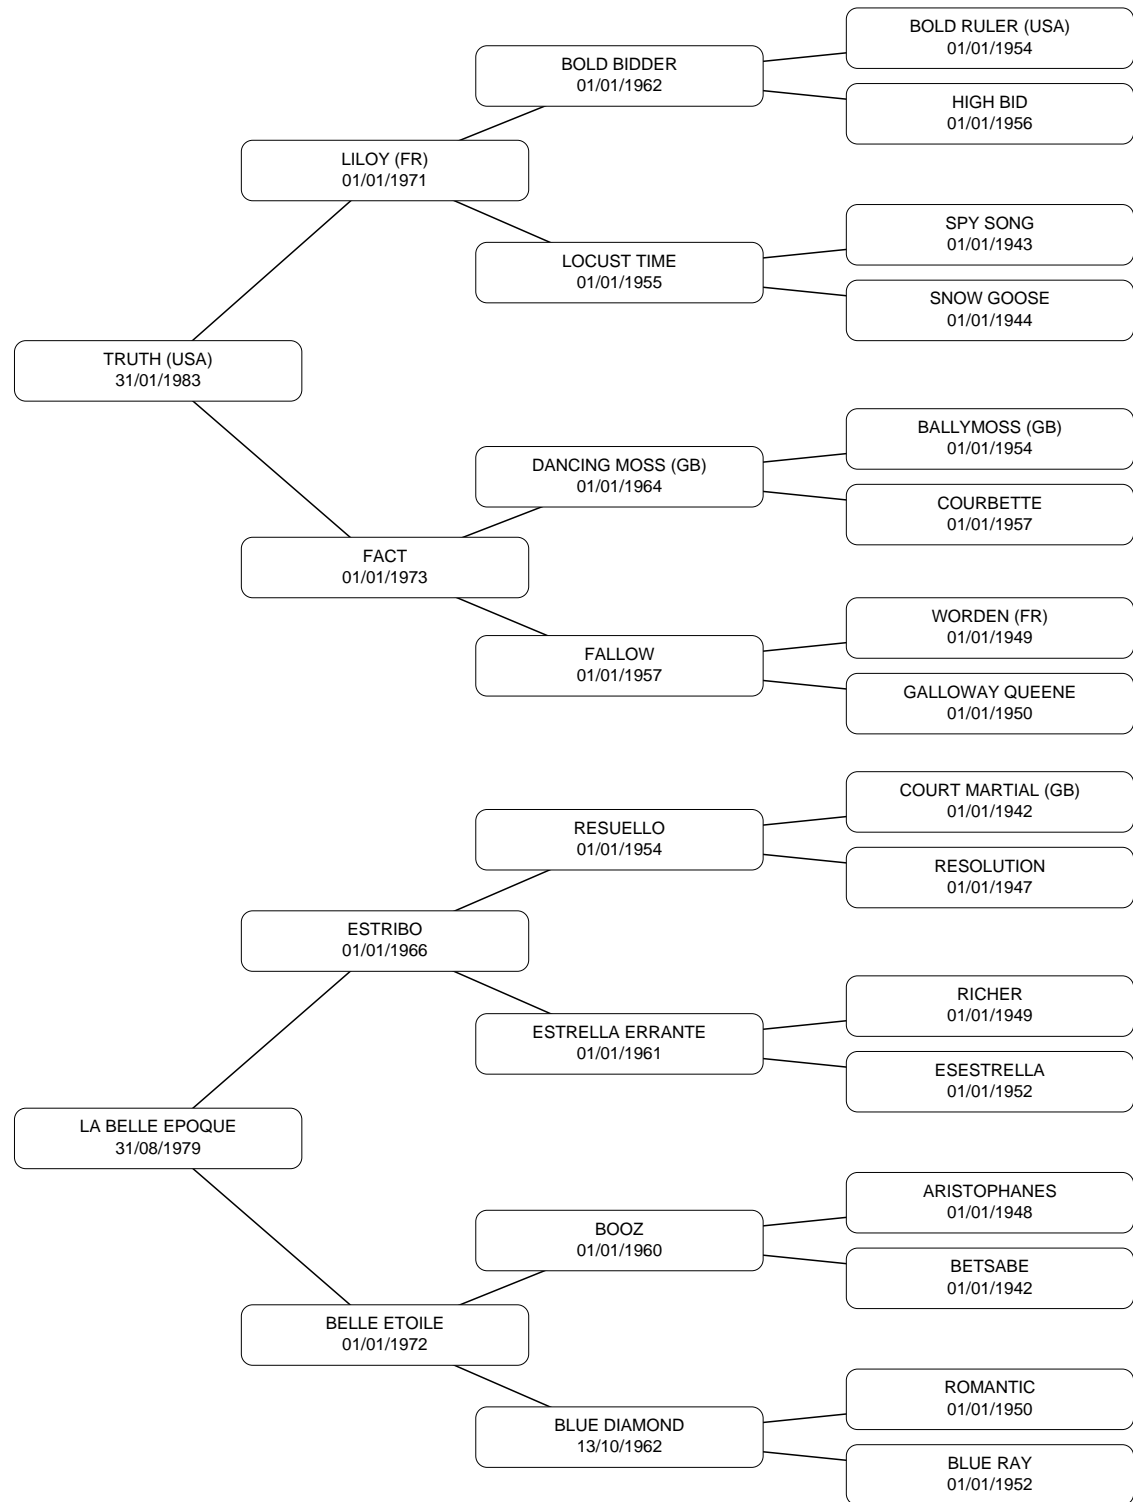 BOLD RULER (USA)
01/01/1954
BOLD BIDDER
01/01/1962
HIGH BID
01/01/1956
LILOY (FR)
01/01/1971
SPY SONG
01/01/1943
LOCUST TIME
01/01/1955
SNOW GOOSE
01/01/1944
TRUTH (USA)
31/01/1983
BALLYMOSS (GB)
01/01/1954
DANCING MOSS (GB)
01/01/1964
COURBETTE
01/01/1957
FACT
01/01/1973
WORDEN (FR)
01/01/1949
FALLOW
01/01/1957
GALLOWAY QUEENE
01/01/1950
COURT MARTIAL (GB)
01/01/1942
RESUELLO
01/01/1954
RESOLUTION
01/01/1947
ESTRIBO
01/01/1966
RICHER
01/01/1949
ESTRELLA ERRANTE
01/01/1961
ESESTRELLA
01/01/1952
LA BELLE EPOQUE
31/08/1979
ARISTOPHANES
01/01/1948
BOOZ
01/01/1960
BETSABE
01/01/1942
BELLE ETOILE
01/01/1972
ROMANTIC
01/01/1950
BLUE DIAMOND
13/10/1962
BLUE RAY
01/01/1952